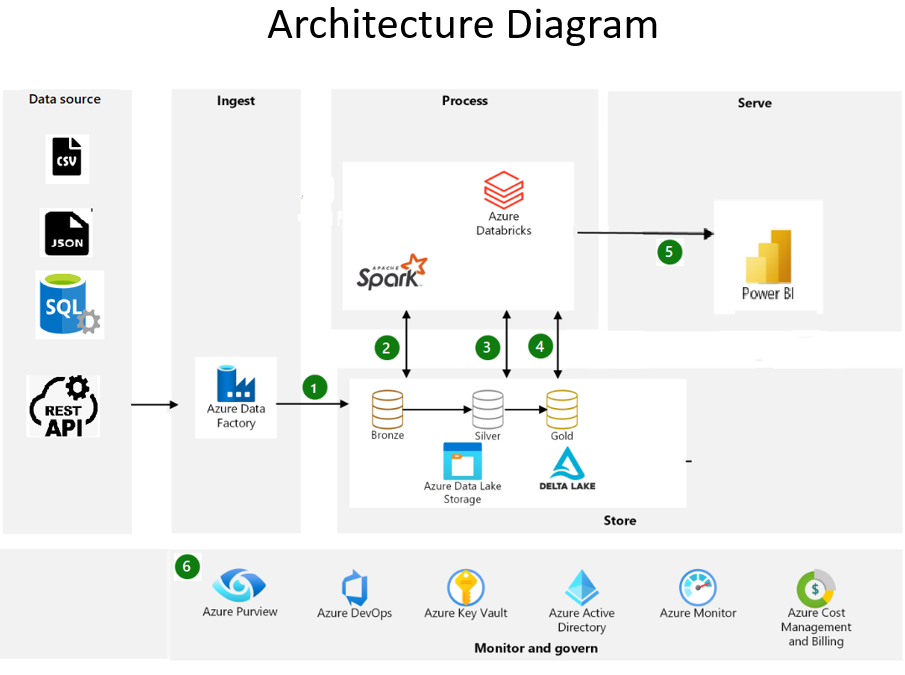 Architecture Diagram
Data source
Ingest
Process
Serve
CSV
JSON
SQL
REST
API
Azure Data
Factory
1
Azure
Databricks
APACHE
Spark
2
3
4
5
Power BI
Bronze
Silver
Gold
Azure Data Lake
Storage
DELTA LAKE
Store
6
Azure Purview
Azure DevOps
Azure Key Vault
Azure Active
Directory
Azure Monitor
Azure Cost
Management
and Billing
Monitor and govern